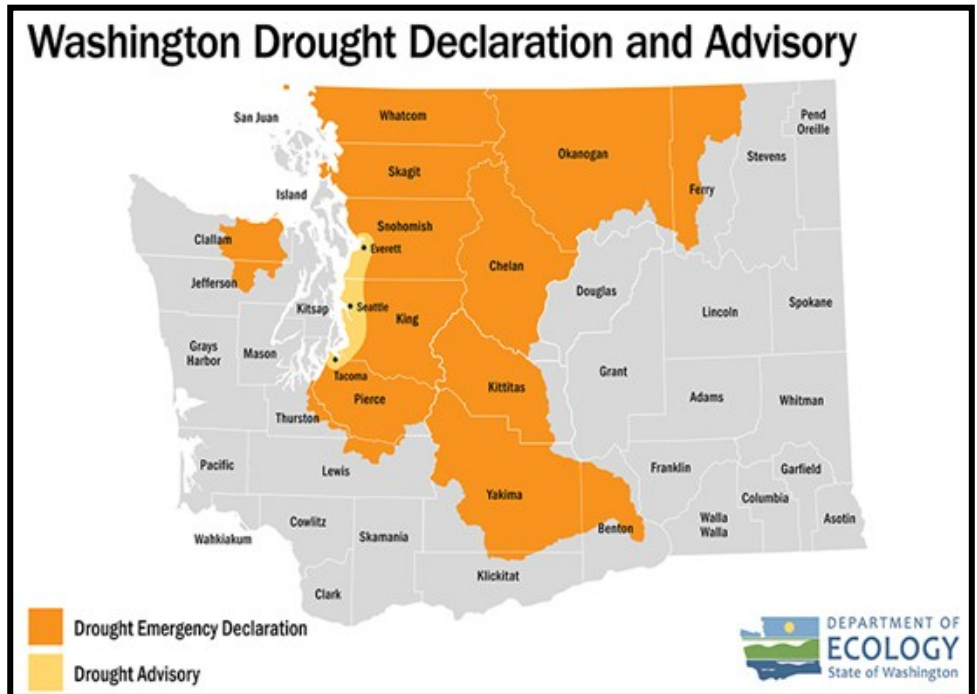 Washington Drought Declaration and Advisory
San Juan
Whatcom
Pend
Oreille
Okanogan
Stevens
Skagit
Island
Ferry
Snohomish
Clallam
Everett
Chelan
Jefferson
Douglas
Kitsap
Seattle
Spokane
King
Lincoln
Grays
Harbor
Mason
Tacoma
Grant
Kittitas
Pierce
Adams
Whitman
Thurston
Pacific
Lewis
Franklin
Garfield
Yakima
Columbia
Cowlitz
Walla
Walla
Asotin
Benton
Wahkiakum
Skamania
Klickitat
Clark
Drought Emergency Declaration
Drought Advisory
DEPARTMENT OF
ECOLOGY
State of Washington